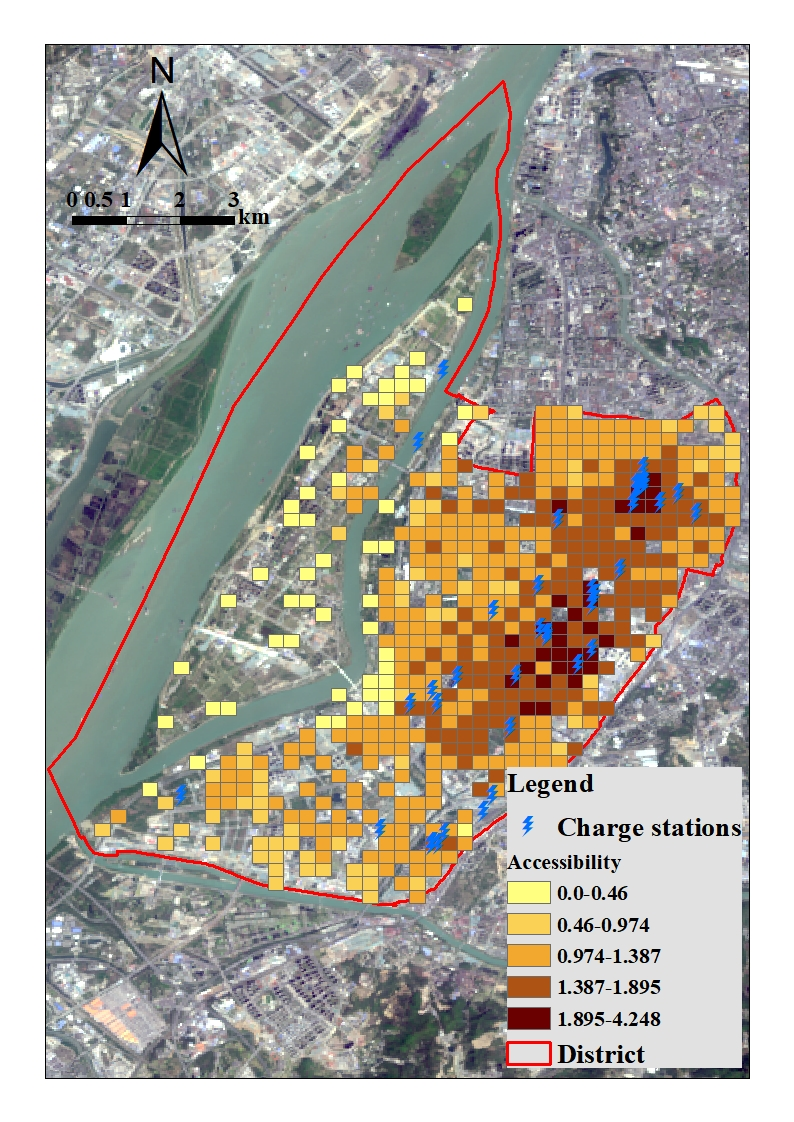 N
0 0.5 1 2 3
km
Legend
Charge stations
Accessibility
0.0-0.46
0.46-0.974
0.974-1.387
1.387-1.895
1.895-4.248
District